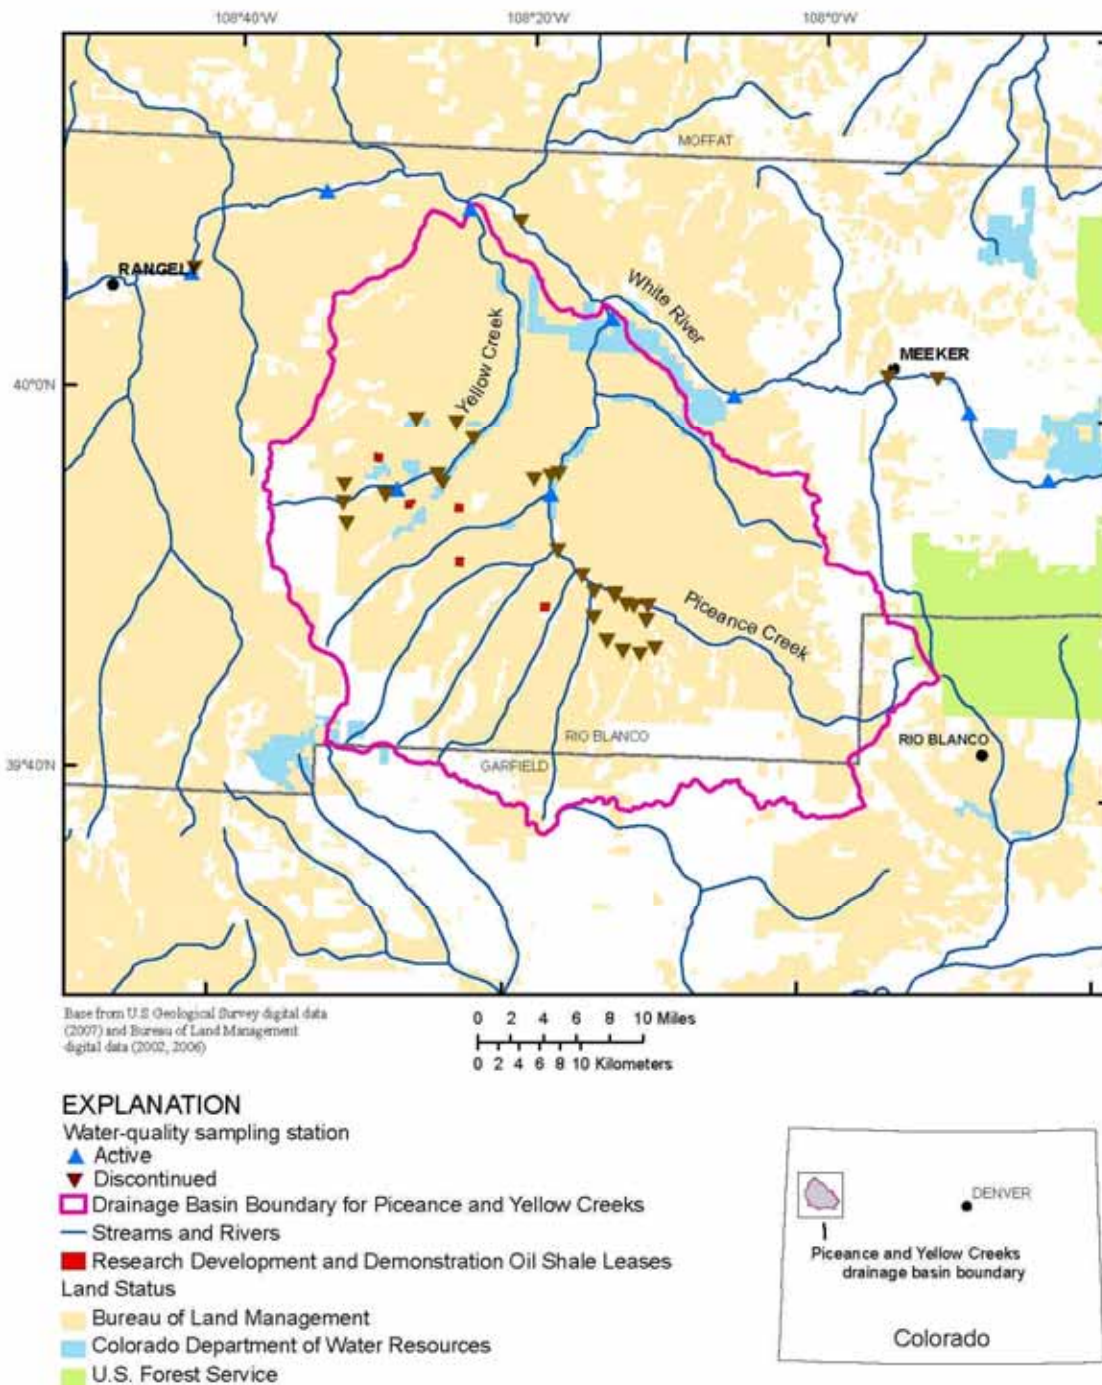 108°40'W 108°20'W 108°0'W
MOFFAT
RANGELY
White River
Yellow Creek
MEEKER
40°0'N
Piceance Creek
RIO BLANCO
RIO BLANCO
39°40'N
GARFIELD
Base from U.S Geological Survey digital data
(2007) and Bureau of Land Management
digital data (2002, 2006)
0 2 4 6 8 10 Miles
0 2 4 6 8 10 Kilometers
EXPLANATION
Water-quality sampling station
Active
Discontinued
Drainage Basin Boundary for Piceance and Yellow Creeks
Streams and Rivers
Research Development and Demonstration Oil Shale Leases
Land Status
Bureau of Land Management
Colorado Department of Water Resources
U.S. Forest Service
DENVER
Piceance and Yellow Creeks
drainage basin boundary
Colorado